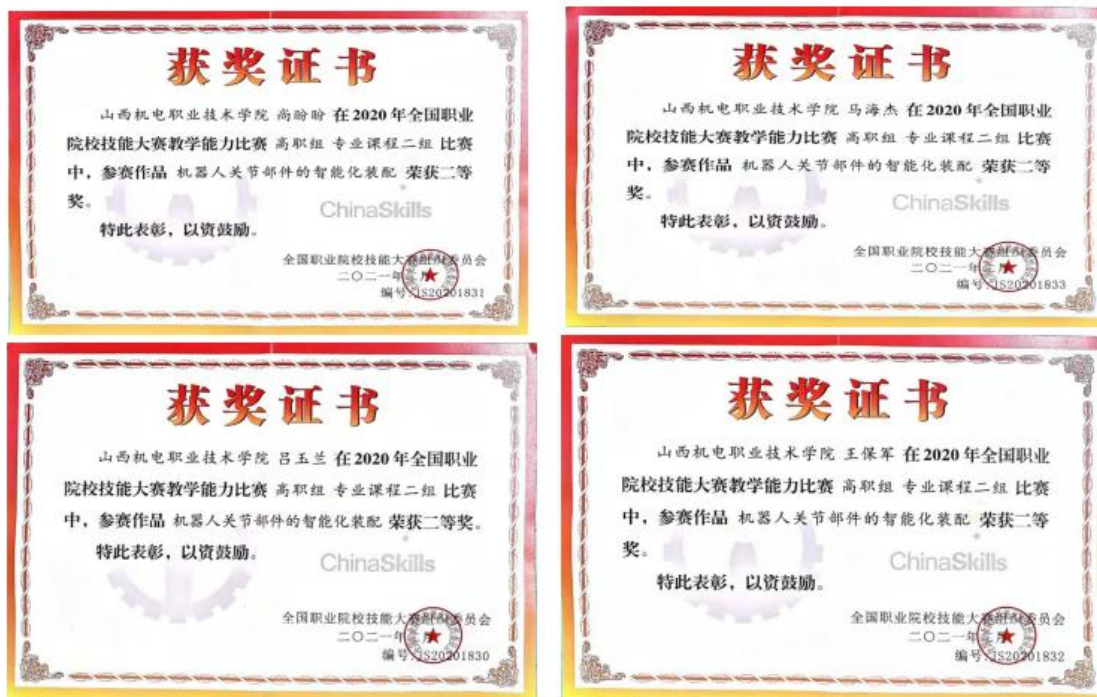 获奖证书
山西机电职业技术学院 尚盼盼 在2020年全国职业
院校技能大赛教学能力比赛 高职组 专业课程二组 比赛
中，参赛作品 机器人关节部件的智能化装配 荣获二等
奖。
特此表彰，以资鼓励。
ChinaSkills
全国职业院校技能大赛组织委员会
二〇二一年 月
编号:JS20201831
获奖证书
山西机电职业技术学院 马海杰 在2020年全国职业
院校技能大赛教学能力比赛 高职组 专业课程二组 比赛
中，参赛作品 机器人关节部件的智能化装配 荣获二等
奖。
ChinaSkills
特此表彰，以资鼓励。
全国职业院校技能大赛组织委员会
二〇二一年 月
编号:JS20201833
获奖证书
山西机电职业技术学院 吕玉兰 在2020年全国职业
院校技能大赛教学能力比赛 高职组 专业课程二组 比赛
中，参赛作品 机器人关节部件的智能化装配 荣获二等奖。
特此表彰，以资鼓励。
ChinaSkills
全国职业院校技能大赛组织委员会
二〇二一年 月
编号:JS20201830
获奖证书
山西机电职业技术学院 王保军 在2020年全国职业
院校技能大赛教学能力比赛 高职组 专业课程二组 比赛
中，参赛作品 机器人关节部件的智能化装配 荣获二等
奖。
ChinaSkills
特此表彰，以资鼓励。
全国职业院校技能大赛组织委员会
二〇二一年 月
编号:JS20201832